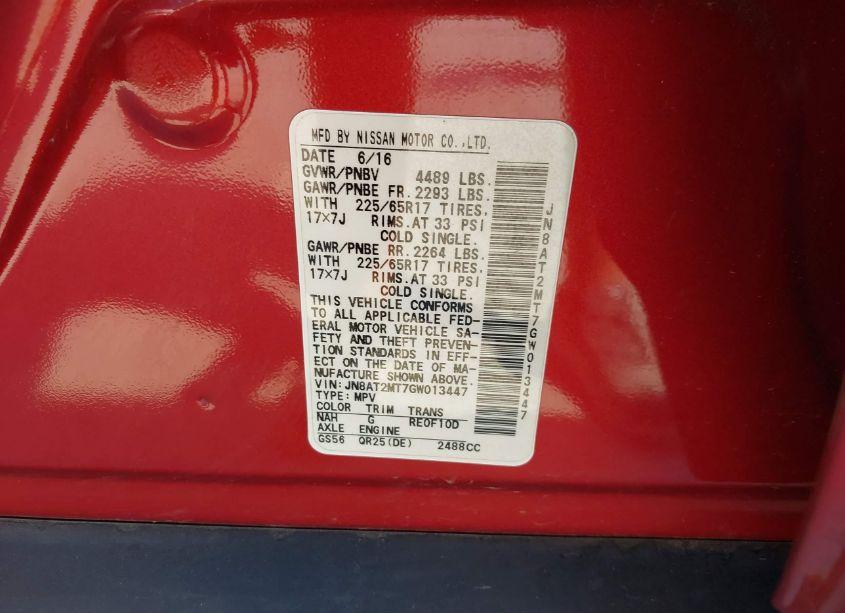 MFD BY NISSAN MOTOR CO.,LTD.
DATE 6/16
GVWR/PNBV 4489 LBS.
GAWR/PNBE FR. 2293 LBS.
WITH 225/65R17 TIRES,
17×7J RIMS.AT 33 PSI
COLD SINGLE.
GAWR/PNBE RR. 2264 LBS.
WITH 225/65R17 TIRES,
17×7J RIMS.AT 33 PSI
COLD SINGLE.
THIS VEHICLE CONFORMS
TO ALL APPLICABLE FED-
ERAL MOTOR VEHICLE SA-
FETY AND THEFT PREVEN-
TION STANDARDS IN EFF-
ECT ON THE DATE OF MA-
NUFACTURE SHOWN ABOVE.
VIN: JN8AT2MT7GW013447
TYPE: MPV
COLOR TRIM TRANS
NAH G RE0F10D
AXLE ENGINE
GS56 QR25(DE) 2488CC
JN8AT2MT7GW013447